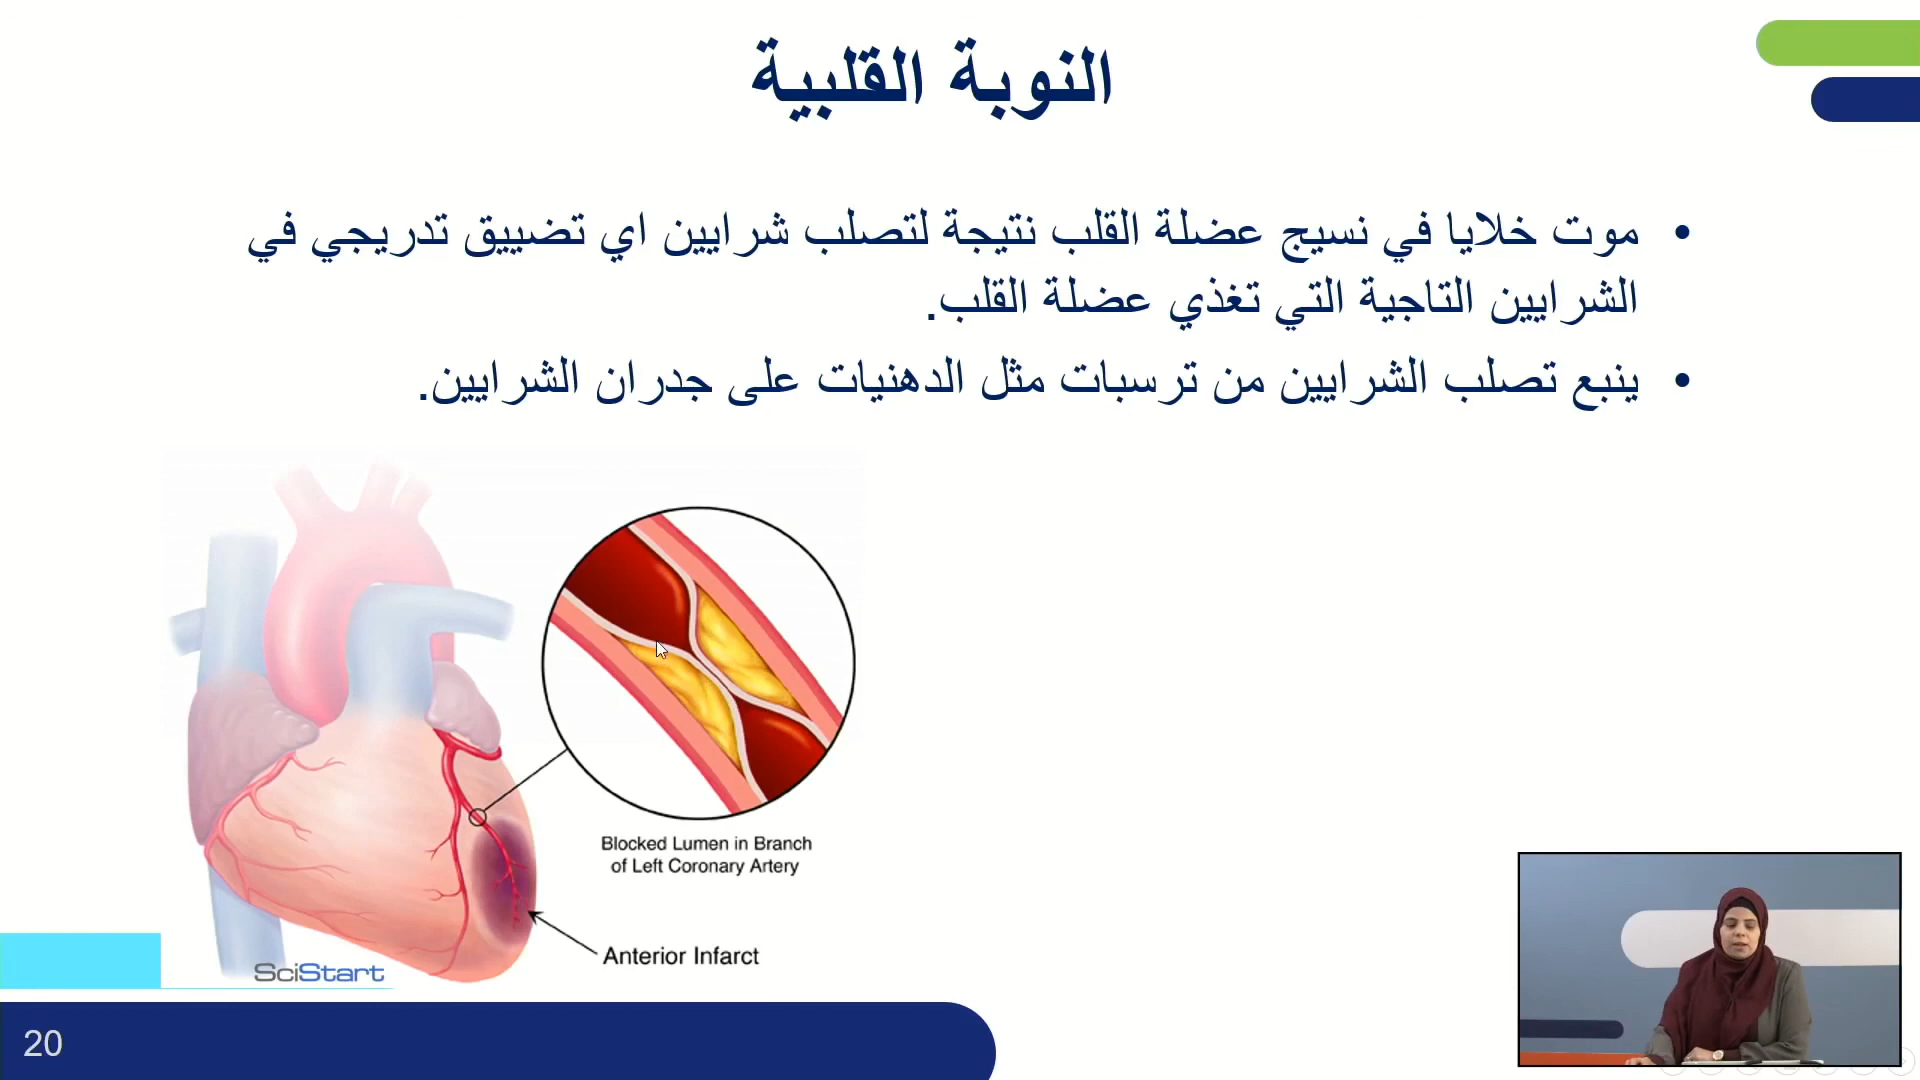 النوبة القلبية
• موت خلايا في نسيج عضلة القلب نتيجة لتصلب شرايين اي تضييق تدريجي في
الشرايين التاجية التي تغذي عضلة القلب.
• ينبع تصلب الشرايين من ترسبات مثل الدهنيات على جدران الشرايين.
Blocked Lumen in Branch
of Left Coronary Artery
Anterior Infarct
SciStart
20